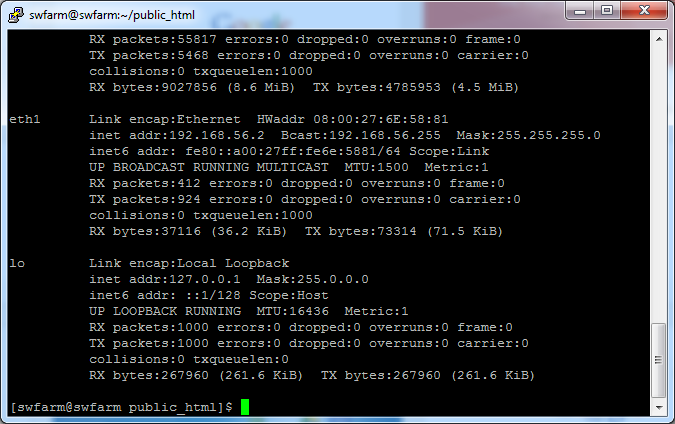 swfarm@swfarm:~/public_html
RX packets:55817 errors:0 dropped:0 overruns:0 frame:0
TX packets:5468 errors:0 dropped:0 overruns:0 carrier:0
collisions:0 txqueuelen:1000
RX bytes:9027856 (8.6 MiB)  TX bytes:4785953 (4.5 MiB)
eth1      Link encap:Ethernet  HWaddr 08:00:27:6E:58:81
inet addr:192.168.56.2  Bcast:192.168.56.255  Mask:255.255.255.0
inet6 addr: fe80::a00:27ff:fe6e:5881/64 Scope:Link
UP BROADCAST RUNNING MULTICAST  MTU:1500  Metric:1
RX packets:412 errors:0 dropped:0 overruns:0 frame:0
TX packets:924 errors:0 dropped:0 overruns:0 carrier:0
collisions:0 txqueuelen:1000
RX bytes:37116 (36.2 KiB)  TX bytes:73314 (71.5 KiB)
lo        Link encap:Local Loopback
inet addr:127.0.0.1  Mask:255.0.0.0
inet6 addr: ::1/128 Scope:Host
UP LOOPBACK RUNNING  MTU:16436  Metric:1
RX packets:1000 errors:0 dropped:0 overruns:0 frame:0
TX packets:1000 errors:0 dropped:0 overruns:0 carrier:0
collisions:0 txqueuelen:0
RX bytes:267960 (261.6 KiB)  TX bytes:267960 (261.6 KiB)
[swfarm@swfarm public_html]$